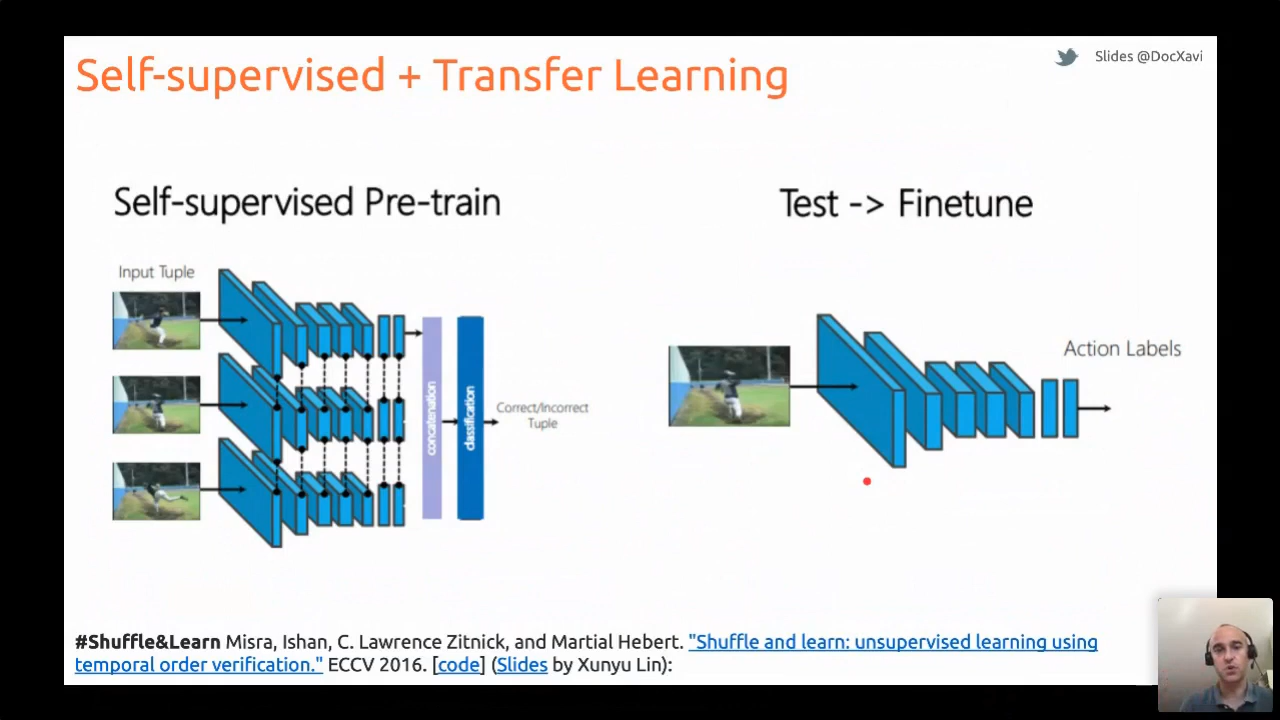 Self-supervised + Transfer Learning
Slides @DocXavi
Self-supervised Pre-train
Test -> Finetune
Input Tuple
concatenation
classification
Correct/Incorrect
Tuple
Action Labels
#Shuffle&Learn Misra, Ishan, C. Lawrence Zitnick, and Martial Hebert. "Shuffle and learn: unsupervised learning using
temporal order verification." ECCV 2016. [code] (Slides by Xunyu Lin):